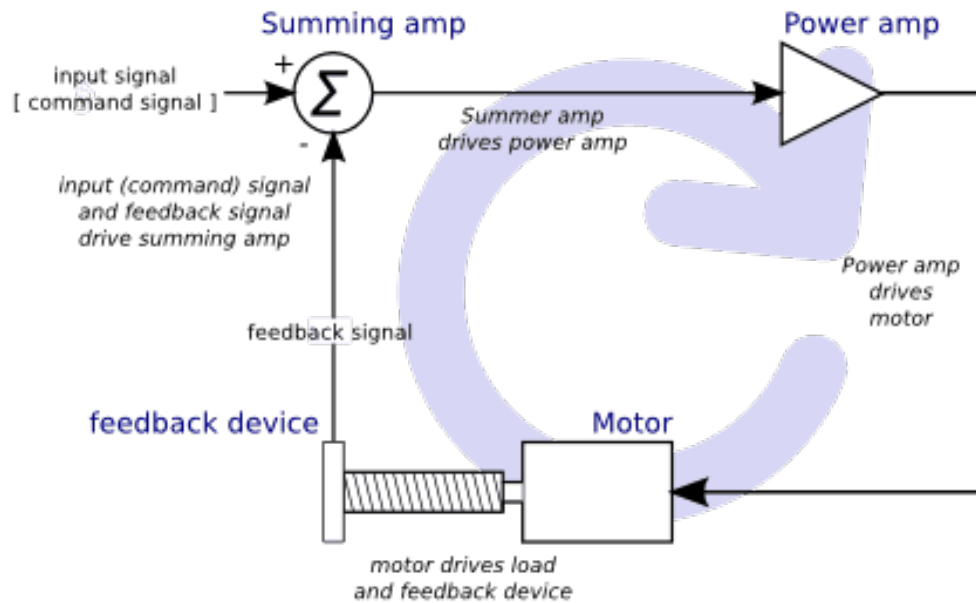 Summing amp
Power amp
+
input signal
[ command signal ]
Σ
Summer amp
drives power amp
-
input (command) signal
and feedback signal
drive summing amp
Power amp
drives
motor
feedback signal
feedback device
Motor
motor drives load
and feedback device